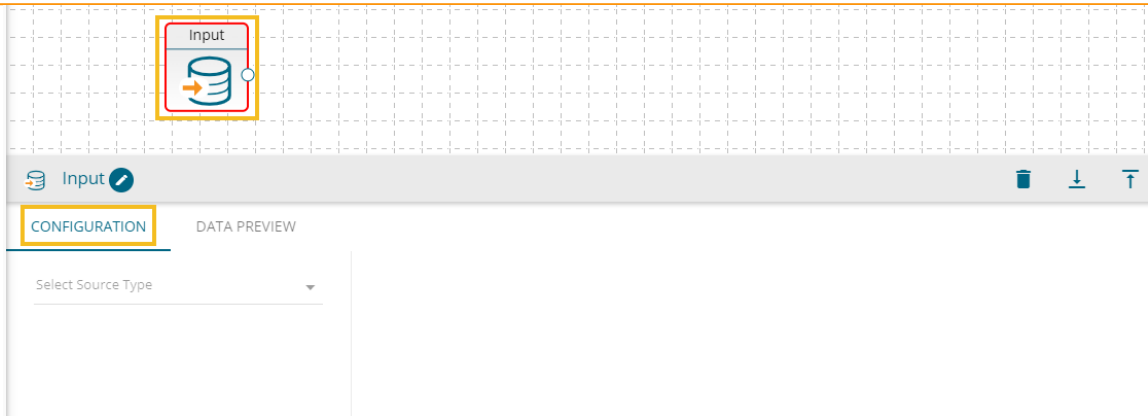 Input
Input
CONFIGURATION
DATA PREVIEW
Select Source Type